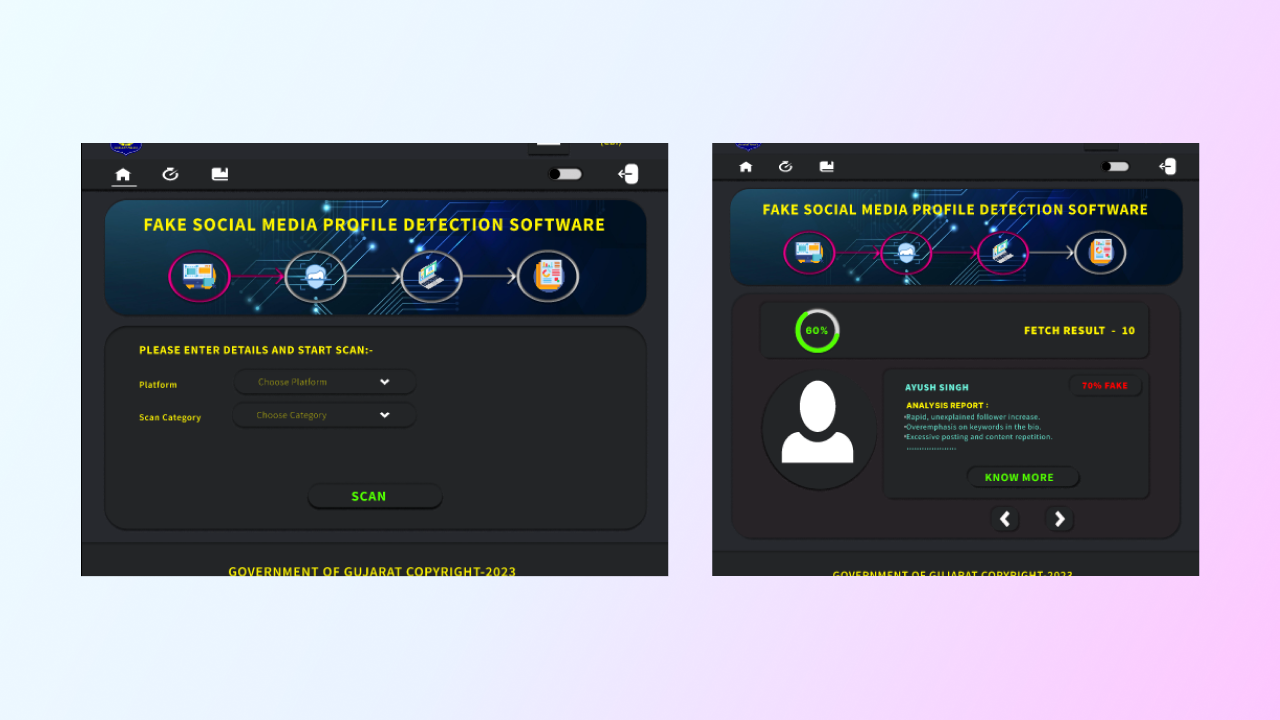 FAKE SOCIAL MEDIA PROFILE DETECTION SOFTWARE
PLEASE ENTER DETAILS AND START SCAN:-
Platform
Choose Platform
Scan Category
Choose Category
SCAN
GOVERNMENT OF GUJARAT COPYRIGHT-2023
FAKE SOCIAL MEDIA PROFILE DETECTION SOFTWARE
60%
FETCH RESULT - 10
AYUSH SINGH
70% FAKE
ANALYSIS REPORT :
•Rapid, unexplained follower increase.
•Overemphasis on keywords in the bio.
•Excessive posting and content repetition.
...................
KNOW MORE
GOVERNMENT OF GUJARAT COPYRIGHT-2023